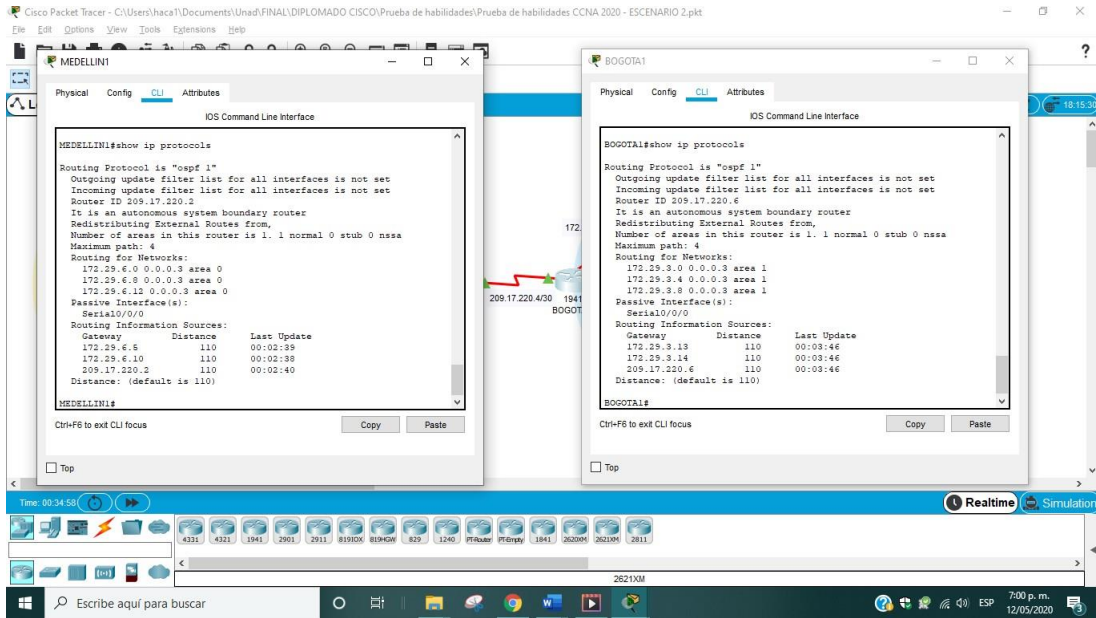 Cisco Packet Tracer - C:\Users\haca1\Documents\Unad\FINAL\DIPLOMADO CISCO\Prueba de habilidades\Prueba de habilidades CCNA 2020 - ESCENARIO 2.pkt
File Edit Options View Tools Extensions Help
?
MEDELLIN1
Physical Config CLI Attributes
IOS Command Line Interface
MEDELLIN1#show ip protocols
Routing Protocol is "ospf 1"
Outgoing update filter list for all interfaces is not set
Incoming update filter list for all interfaces is not set
Router ID 209.17.220.2
It is an autonomous system boundary router
Redistributing External Routes from,
Number of areas in this router is 1. 1 normal 0 stub 0 nssa
Maximum path: 4
Routing for Networks:
172.29.6.0 0.0.0.3 area 0
172.29.6.8 0.0.0.3 area 0
172.29.6.12 0.0.0.3 area 0
Passive Interface(s):
Serial0/0/0
Routing Information Sources:
Gateway Distance Last Update
172.29.6.5 110 00:02:39
172.29.6.10 110 00:02:38
209.17.220.2 110 00:02:40
Distance: (default is 110)
MEDELLIN1#
Ctrl+F6 to exit CLI focus
Copy Paste
Top
172.
209.17.220.4/30
1941
BOGOT
BOGOTA1
Physical Config CLI Attributes
IOS Command Line Interface
BOGOTA1#show ip protocols
Routing Protocol is "ospf 1"
Outgoing update filter list for all interfaces is not set
Incoming update filter list for all interfaces is not set
Router ID 209.17.220.6
It is an autonomous system boundary router
Redistributing External Routes from,
Number of areas in this router is 1. 1 normal 0 stub 0 nssa
Maximum path: 4
Routing for Networks:
172.29.3.0 0.0.0.3 area 1
172.29.3.4 0.0.0.3 area 1
172.29.3.8 0.0.0.3 area 1
Passive Interface(s):
Serial0/0/0
Routing Information Sources:
Gateway Distance Last Update
172.29.3.13 110 00:03:46
172.29.3.14 110 00:03:46
209.17.220.6 110 00:03:46
Distance: (default is 110)
BOGOTA1#
Ctrl+F6 to exit CLI focus
Copy Paste
Top
18:15:30
Time: 00:34:58
Realtime Simulation
4331 4321 1941 2901 2911 819IOX 819HGW 829 1240 PT-Router PT-Empty 1841 2620XM 2621XM 2811
2621XM
Escribe aquí para buscar
ESP
7:00 p. m.
12/05/2020